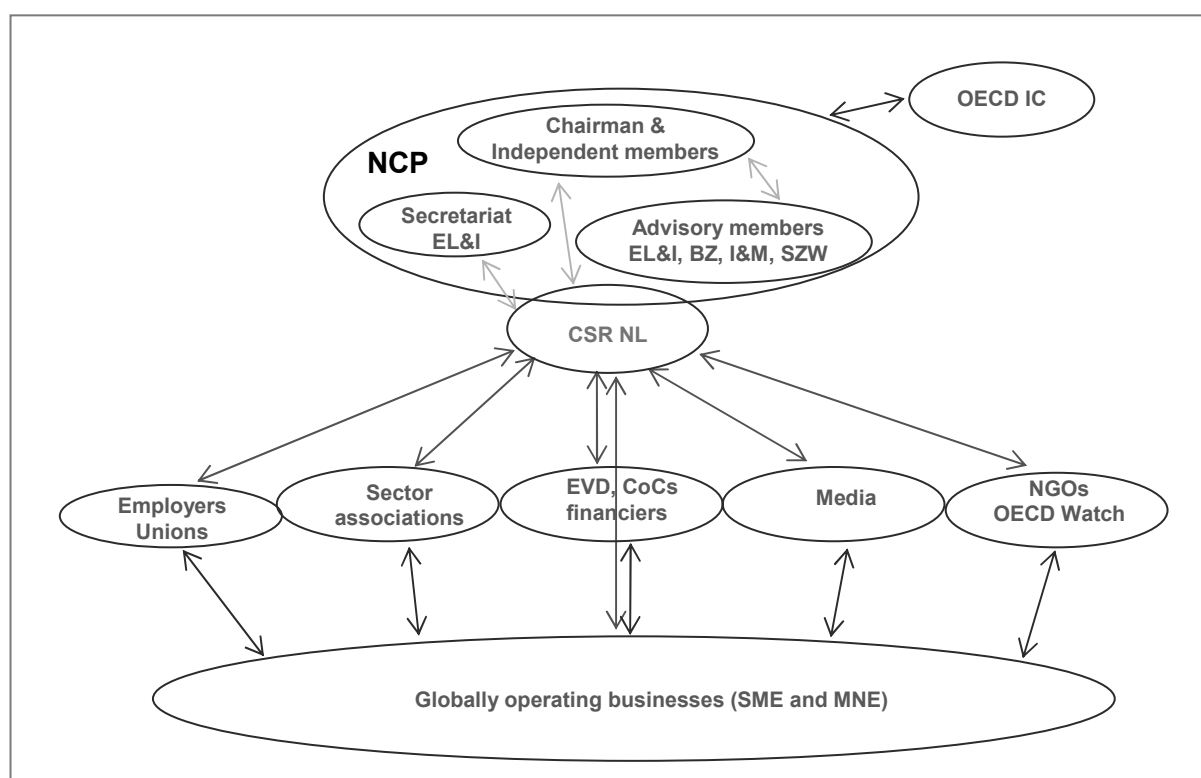 OECD IC
Chairman &
Independent members
NCP
Secretariat
EL&I
Advisory members
EL&I, BZ, I&M, SZW
CSR NL
Employers
Unions
Sector
associations
EVD, CoCs
financiers
Media
NGOs
OECD Watch
Globally operating businesses (SME and MNE)